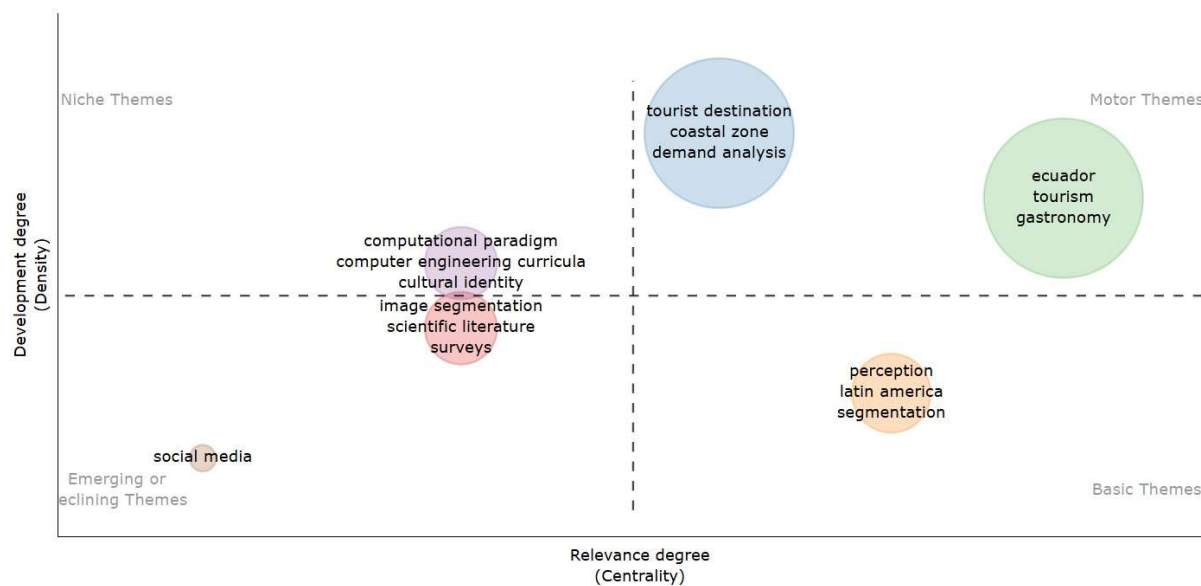 Niche Themes
Motor Themes
tourist destination
coastal zone
demand analysis
ecuador
tourism
gastronomy
computational paradigm
computer engineering curricula
cultural identity
image segmentation
scientific literature
surveys
perception
latin america
segmentation
social media
Emerging or
eclining Themes
Basic Themes
Development degree
(Density)
Relevance degree
(Centrality)